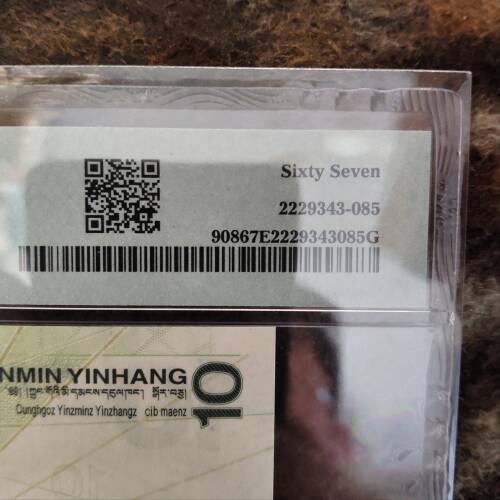 Sixty Seven
2229343-085
90867E2229343085G
NMIN YINHANG 10
Cunghgoz Yinzminz Yinzhangz cib maenz